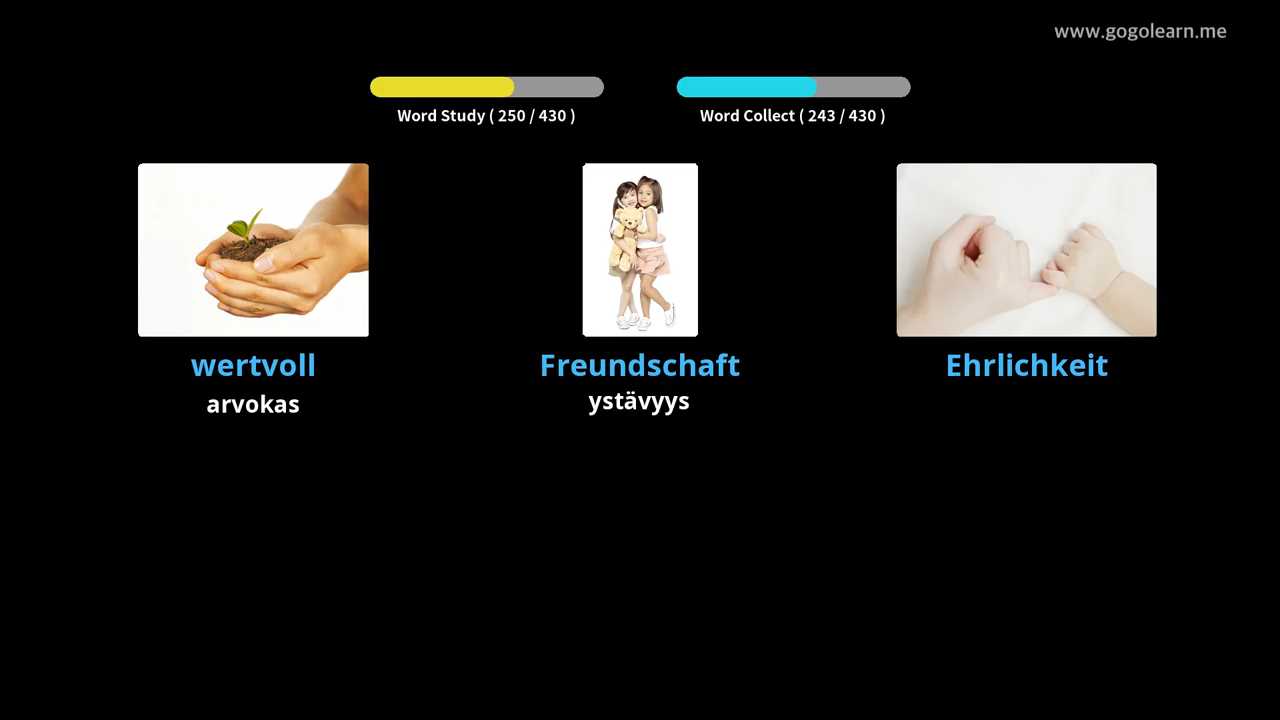 www.gogolearn.me
Word Study ( 250 / 430 )
Word Collect ( 243 / 430 )
wertvoll
Freundschaft
Ehrlichkeit
arvokas
ystävyys